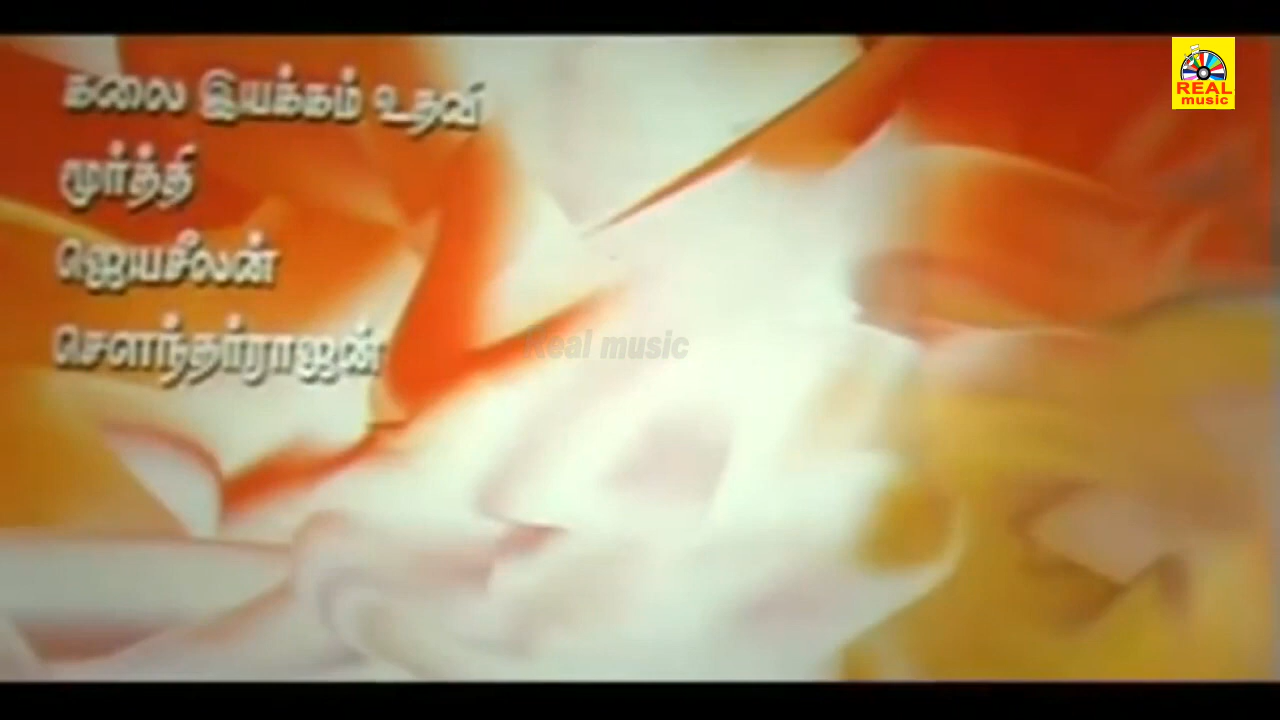 கலை இயக்கம் உதவி
மூர்த்தி
ஜெயசீலன்
சௌந்தர்ராஜன்
REAL
music
Real music